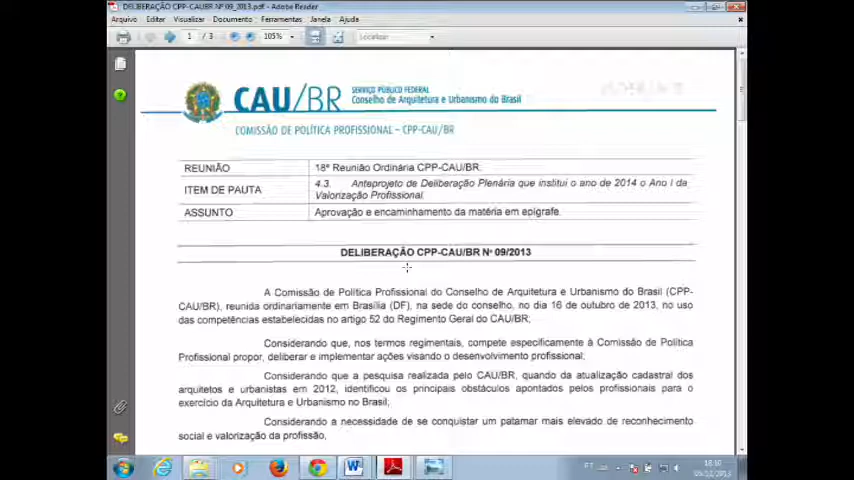 DELIBERAÇÃO CPP-CAUBR Nº 09_2013.pdf - Adobe Reader
Arquivo Editar Visualizar Documento Ferramentas Janela Ajuda
1 / 3 105% Localizar
CAU/BR
SERVIÇO PÚBLICO FEDERAL
Conselho de Arquitetura e Urbanismo do Brasil
COMISSÃO DE POLÍTICA PROFISSIONAL – CPP-CAU/BR
REUNIÃO 18ª Reunião Ordinária CPP-CAU/BR.
ITEM DE PAUTA 4.3. Anteprojeto de Deliberação Plenária que institui o ano de 2014 o Ano I da
Valorização Profissional.
ASSUNTO Aprovação e encaminhamento da matéria em epígrafe.
DELIBERAÇÃO CPP-CAU/BR Nº 09/2013
A Comissão de Política Profissional do Conselho de Arquitetura e Urbanismo do Brasil (CPP-
CAU/BR), reunida ordinariamente em Brasília (DF), na sede do conselho, no dia 16 de outubro de 2013, no uso
das competências estabelecidas no artigo 52 do Regimento Geral do CAU/BR;
Considerando que, nos termos regimentais, compete especificamente à Comissão de Política
Profissional propor, deliberar e implementar ações visando o desenvolvimento profissional;
Considerando que a pesquisa realizada pelo CAU/BR, quando da atualização cadastral dos
arquitetos e urbanistas em 2012, identificou os principais obstáculos apontados pelos profissionais para o
exercício da Arquitetura e Urbanismo no Brasil;
Considerando a necessidade de se conquistar um patamar mais elevado de reconhecimento
social e valorização da profissão,
PT